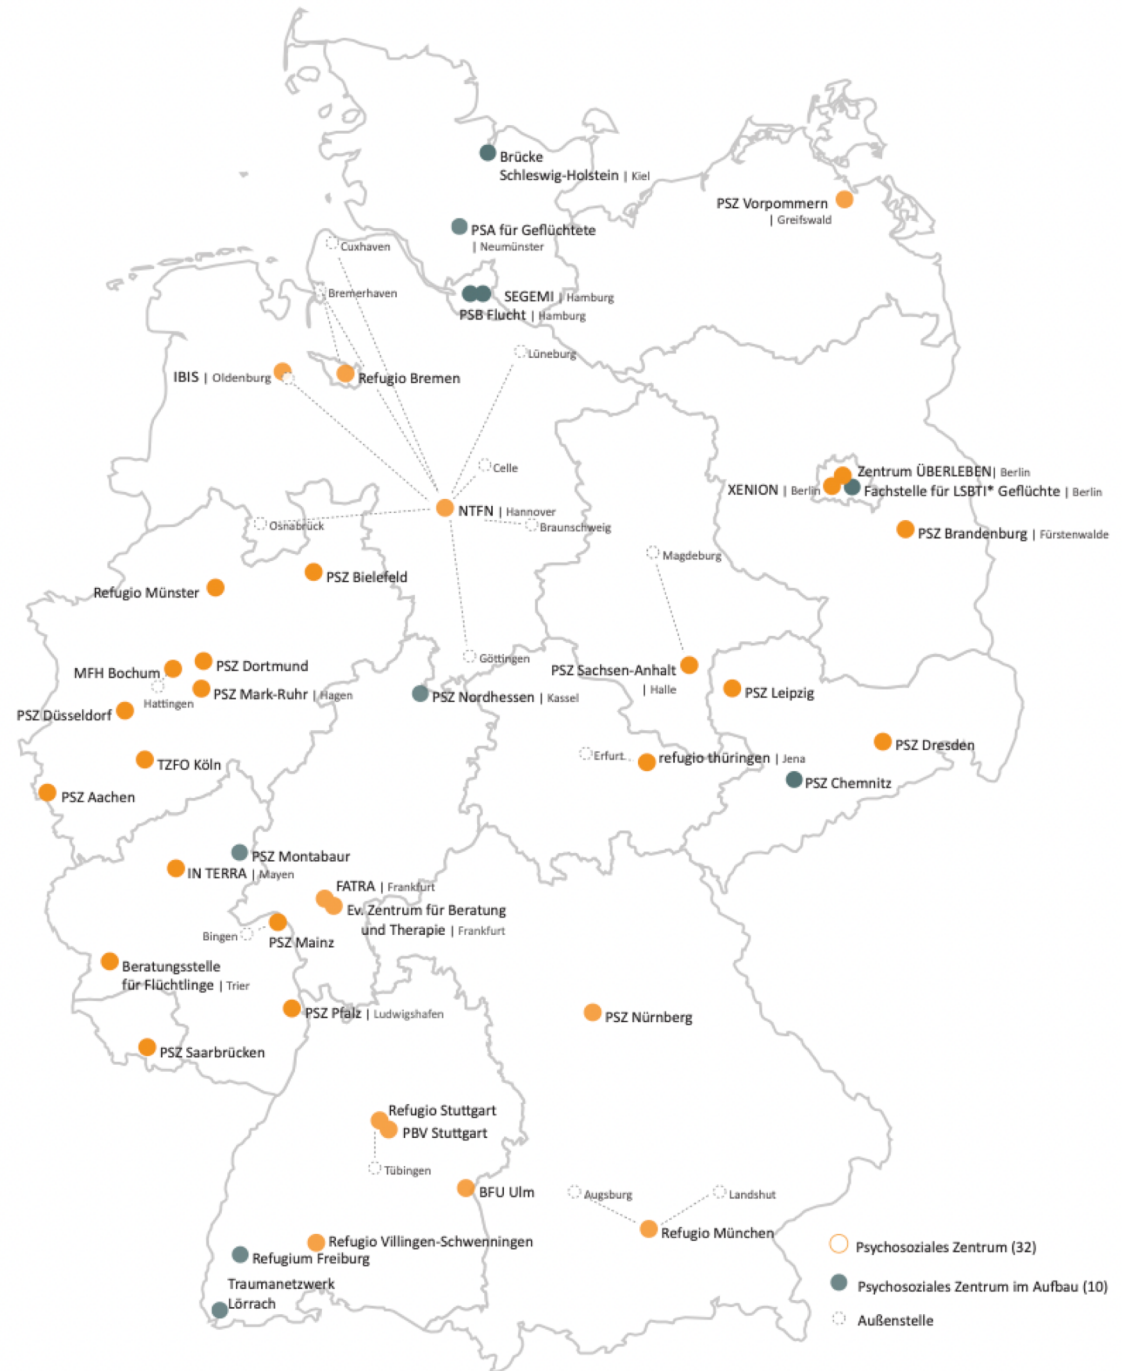 Brücke
Schleswig-Holstein | Kiel
PSZ Vorpommern
| Greifswald
PSA für Geflüchtete
| Neumünster
Cuxhaven
Bremerhaven
SEGEMI | Hamburg
PSB Flucht | Hamburg
Lüneburg
IBIS | Oldenburg
Refugio Bremen
Celle
Zentrum ÜBERLEBEN| Berlin
XENION | Berlin
Fachstelle für LSBTI* Geflüchte | Berlin
NTFN | Hannover
Osnabrück
Braunschweig
PSZ Brandenburg | Fürstenwalde
Magdeburg
PSZ Bielefeld
Refugio Münster
Göttingen
PSZ Dortmund
MFH Bochum
PSZ Sachsen-Anhalt
| Halle
PSZ Mark-Ruhr | Hagen
Hattingen
PSZ Nordhessen | Kassel
PSZ Leipzig
PSZ Düsseldorf
PSZ Dresden
TZFO Köln
Erfurt
refugio thüringen | Jena
PSZ Chemnitz
PSZ Aachen
PSZ Montabaur
IN TERRA | Mayen
FATRA | Frankfurt
Ev. Zentrum für Beratung
und Therapie | Frankfurt
Bingen
PSZ Mainz
Beratungsstelle
für Flüchtlinge | Trier
PSZ Pfalz | Ludwigshafen
PSZ Nürnberg
PSZ Saarbrücken
Refugio Stuttgart
PBV Stuttgart
Tübingen
BFU Ulm
Augsburg
Landshut
Refugio München
Refugio Villingen-Schwenningen
Refugium Freiburg
Traumanetzwerk
Lörrach
Psychosoziales Zentrum (32)
Psychosoziales Zentrum im Aufbau (10)
Außenstelle